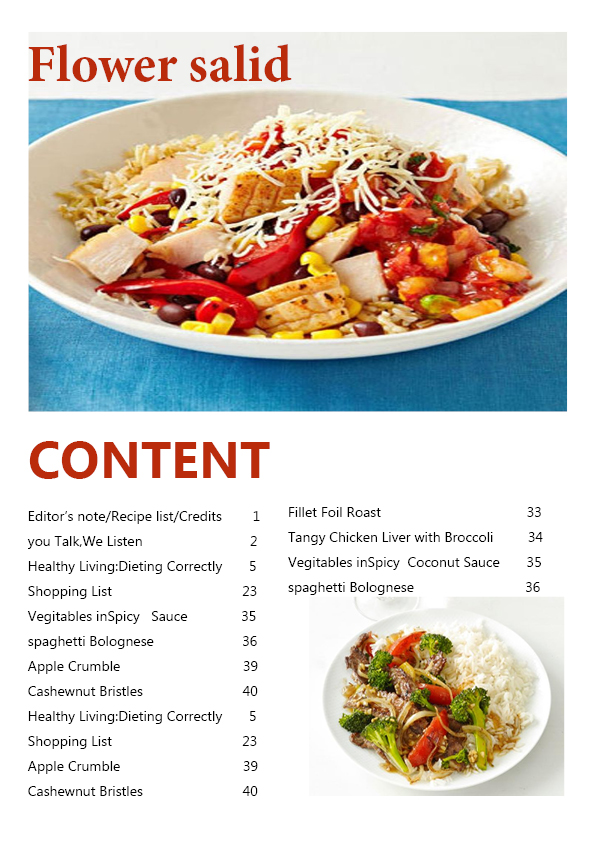 Flower salid
CONTENT
Editor's note/Recipe list/Credits 1
you Talk,We Listen 2
Healthy Living:Dieting Correctly 5
Shopping List 23
Vegitables inSpicy Sauce 35
spaghetti Bolognese 36
Apple Crumble 39
Cashewnut Bristles 40
Healthy Living:Dieting Correctly 5
Shopping List 23
Apple Crumble 39
Cashewnut Bristles 40
Fillet Foil Roast 33
Tangy Chicken Liver with Broccoli 34
Vegitables inSpicy Coconut Sauce 35
spaghetti Bolognese 36